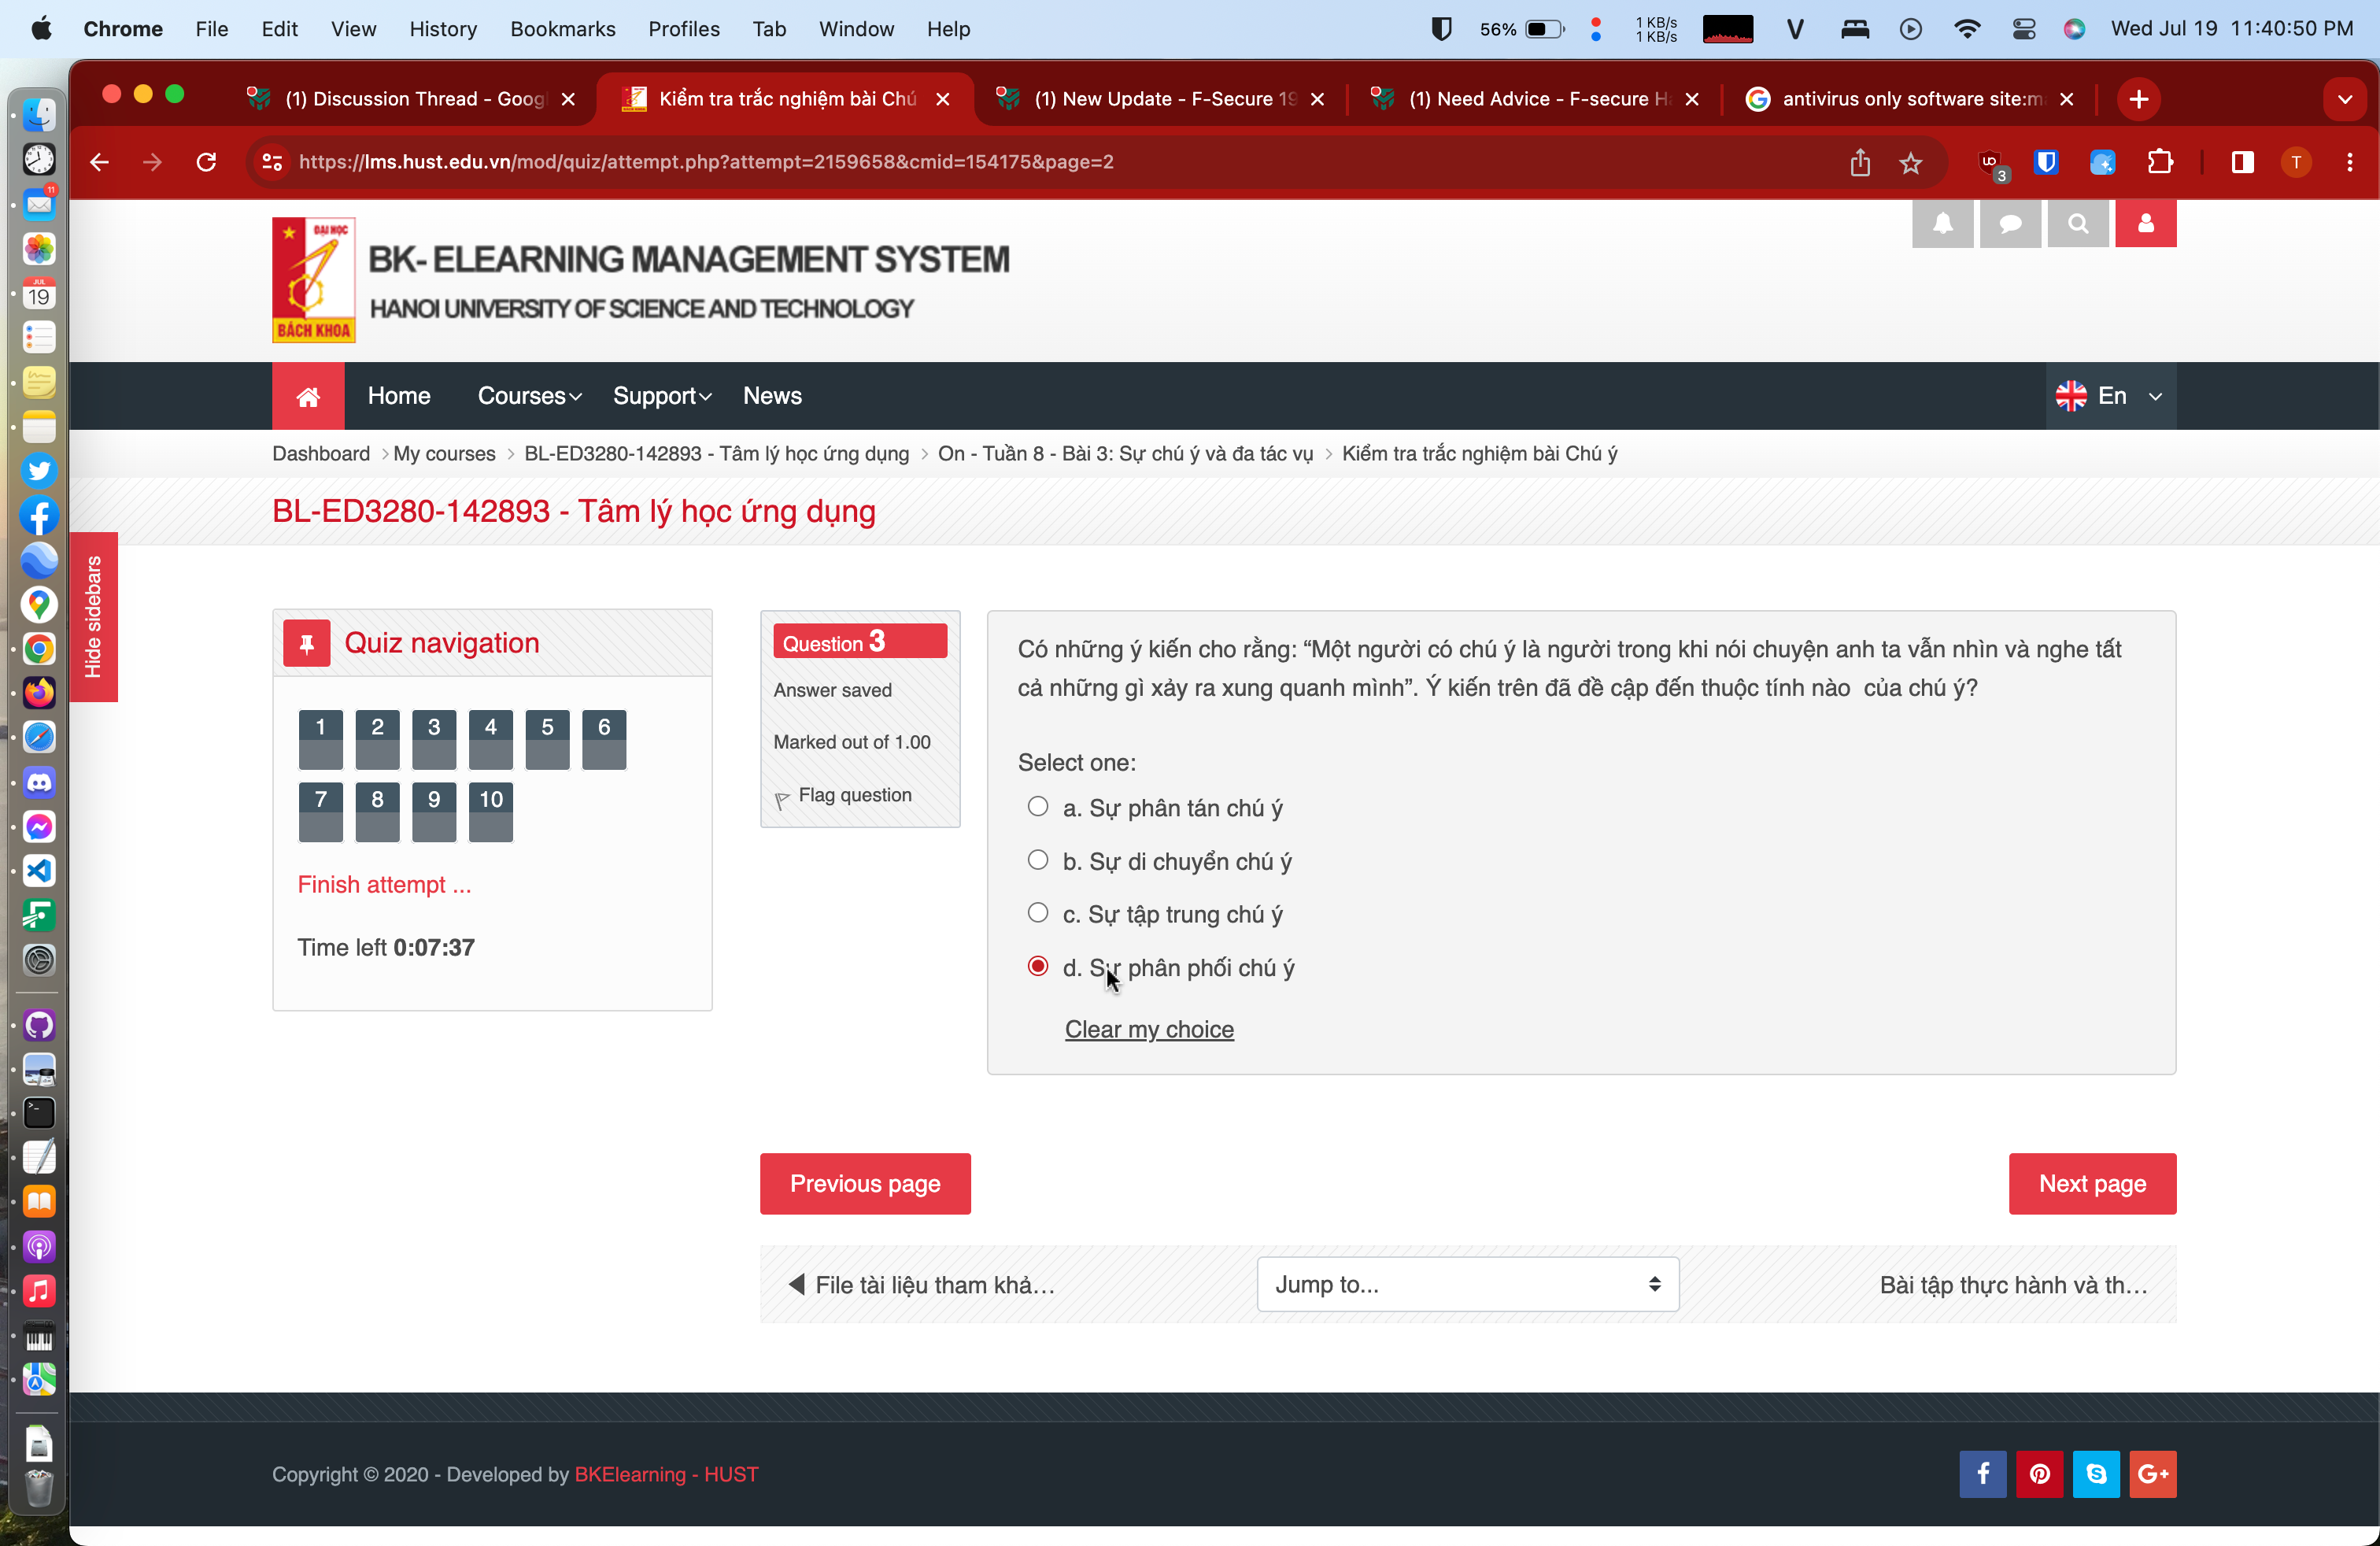 Chrome File Edit View History Bookmarks Profiles Tab Window Help
56% 1 KB/s 1 KB/s Wed Jul 19 11:40:50 PM
(1) Discussion Thread - Goog
Kiểm tra trắc nghiệm bài Chú
(1) New Update - F-Secure 19
(1) Need Advice - F-secure H
antivirus only software site:m
https://lms.hust.edu.vn/mod/quiz/attempt.php?attempt=2159658&cmid=154175&page=2
3
T
11
JUL
19
ĐẠI HỌC
BÁCH KHOA
BK- ELEARNING MANAGEMENT SYSTEM
HANOI UNIVERSITY OF SCIENCE AND TECHNOLOGY
Home Courses Support News En
Dashboard > My courses > BL-ED3280-142893 - Tâm lý học ứng dụng > On - Tuần 8 - Bài 3: Sự chú ý và đa tác vụ > Kiểm tra trắc nghiệm bài Chú ý
BL-ED3280-142893 - Tâm lý học ứng dụng
Hide sidebars
Quiz navigation
1 2 3 4 5 6
7 8 9 10
Finish attempt ...
Time left 0:07:37
Question 3
Answer saved
Marked out of 1.00
Flag question
Có những ý kiến cho rằng: “Một người có chú ý là người trong khi nói chuyện anh ta vẫn nhìn và nghe tất
cả những gì xảy ra xung quanh mình”. Ý kiến trên đã đề cập đến thuộc tính nào của chú ý?
Select one:
a. Sự phân tán chú ý
b. Sự di chuyển chú ý
c. Sự tập trung chú ý
d. Sự phân phối chú ý
Clear my choice
Previous page
Next page
File tài liệu tham khả...
Jump to...
Bài tập thực hành và th...
Copyright © 2020 - Developed by BKElearning - HUST